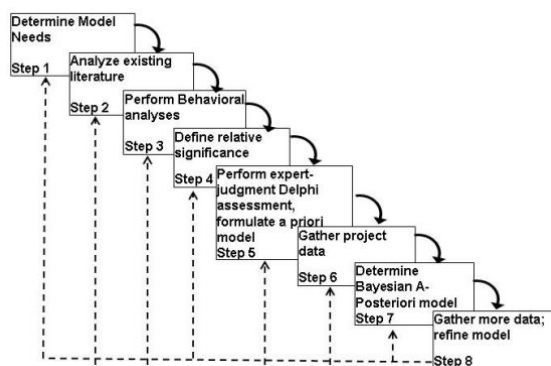 Determine Model
Needs
Step 1
Analyze existing
literature
Step 2
Perform Behavioral
analyses
Step 3
Define relative
significance
Step 4
Perform expert-
judgment Delphi
assessment,
formulate a priori
model
Step 5
Gather project
data
Step 6
Determine
Bayesian A-
Posteriori model
Step 7
Gather more data;
refine model
Step 8